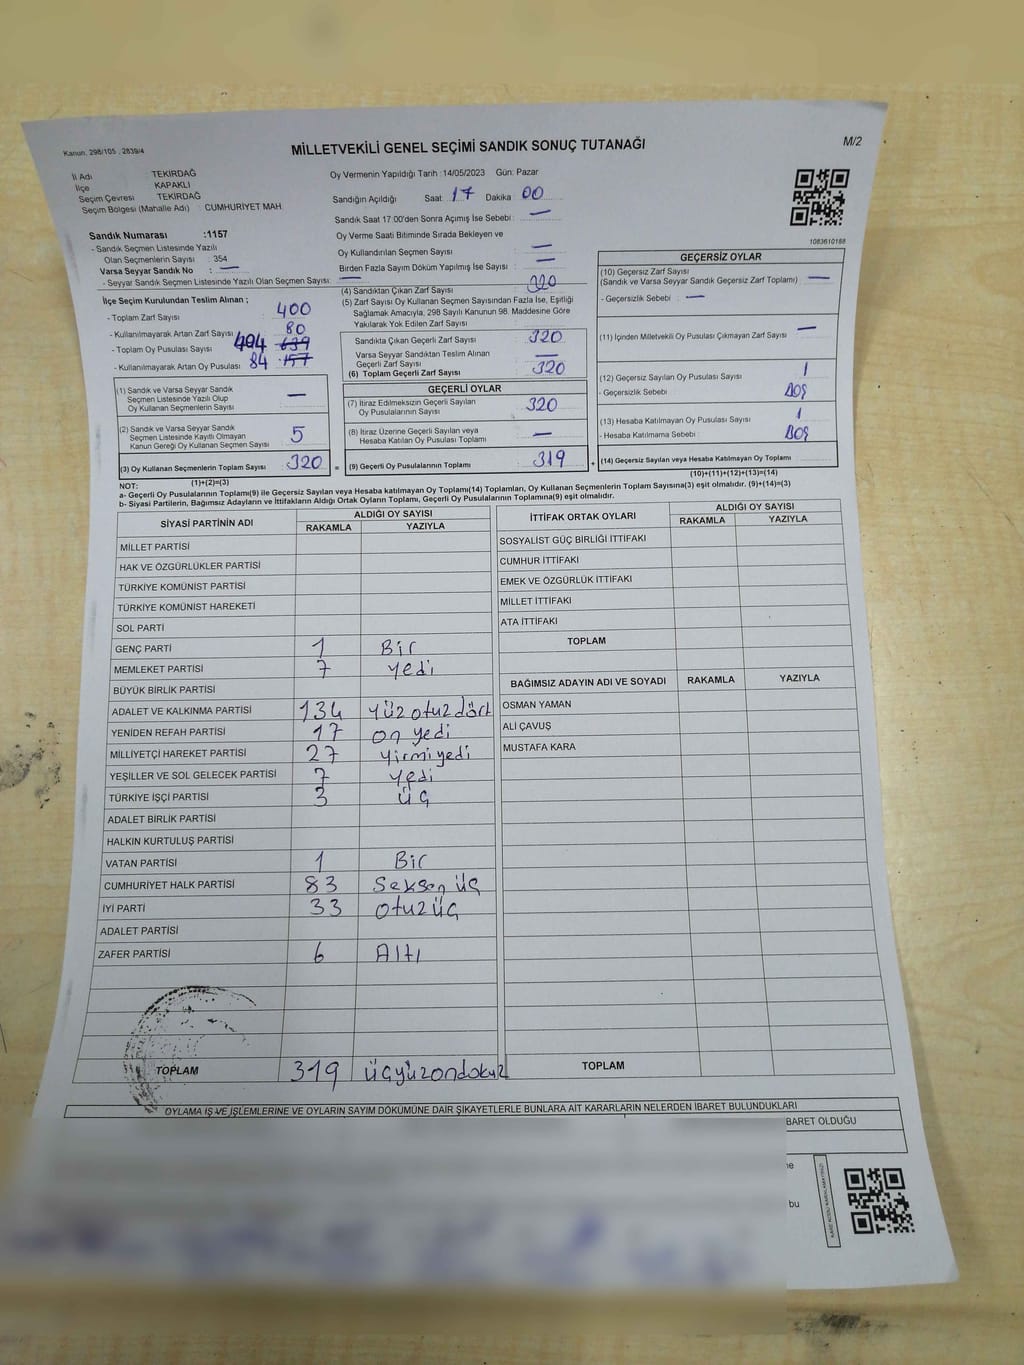 Kanun. 298/105 , 2839/4
MİLLETVEKİLİ GENEL SEÇİMİ SANDIK SONUÇ TUTANAĞI
M/2
İl Adı TEKİRDAĞ
İlçe KAPAKLI
Seçim Çevresi TEKİRDAĞ
Seçim Bölgesi (Mahalle Adı) : CUMHURİYET MAH.
Sandık Numarası :1157
- Sandık Seçmen Listesinde Yazılı
Olan Seçmenlerin Sayısı : 354
Varsa Seyyar Sandık No : —
- Seyyar Sandık Seçmen Listesinde Yazılı Olan Seçmen Sayısı: —
İlçe Seçim Kurulundan Teslim Alınan ;
- Toplam Zarf Sayısı 400
- Kullanılmayarak Artan Zarf Sayısı 80
- Toplam Oy Pusulası Sayısı 404 639
- Kullanılmayarak Artan Oy Pusulası 84 157
(1) Sandık ve Varsa Seyyar Sandık
Seçmen Listesinde Yazılı Olup
Oy Kullanan Seçmenlerin Sayısı —
(2) Sandık ve Varsa Seyyar Sandık
Seçmen Listesinde Kayıtlı Olmayan
Kanun Gereği Oy Kullanan Seçmen Sayısı 5
(3) Oy Kullanan Seçmenlerin Toplam Sayısı 320
(1)+(2)=(3)
Oy Vermenin Yapıldığı Tarih :14/05/2023 Gün: Pazar
Sandığın Açıldığı Saat 17 Dakika 00
Sandık Saat 17:00'den Sonra Açımış İse Sebebi : —
Oy Verme Saati Bitiminde Sırada Bekleyen ve
Oy Kullandırılan Seçmen Sayısı : —
Birden Fazla Sayım Döküm Yapılmış İse Sayısı : —
(4) Sandıktan Çıkan Zarf Sayısı 320
(5) Zarf Sayısı Oy Kullanan Seçmen Sayısından Fazla İse, Eşitliği
Sağlamak Amacıyla, 298 Sayılı Kanunun 98. Maddesine Göre
Yakılarak Yok Edilen Zarf Sayısı
Sandıkta Çıkan Geçerli Zarf Sayısı 320
Varsa Seyyar Sandıktan Teslim Alınan
Geçerli Zarf Sayısı —
(6) Toplam Geçerli Zarf Sayısı 320
GEÇERLİ OYLAR
(7) İtiraz Edilmeksizin Geçerli Sayılan
Oy Pusulalarının Sayısı 320
(8) İtiraz Üzerine Geçerli Sayılan veya
Hesaba Katılan Oy Pusulası Toplamı —
= (9) Geçerli Oy Pusulalarının Toplamı 319 +
1083610188
GEÇERSİZ OYLAR
(10) Geçersiz Zarf Sayısı
(Sandık ve Varsa Seyyar Sandık Geçersiz Zarf Toplamı) —
- Geçersizlik Sebebi : —
(11) İçinden Milletvekili Oy Pusulası Çıkmayan Zarf Sayısı —
(12) Geçersiz Sayılan Oy Pusulası Sayısı 1
- Geçersizlik Sebebi : BOŞ
(13) Hesaba Katılmayan Oy Pusulası Sayısı 1
- Hesaba Katılmama Sebebi : BOŞ
(14) Geçersiz Sayılan veya Hesaba Katılmayan Oy Toplamı
(10)+(11)+(12)+(13)=(14)
NOT:
a- Geçerli Oy Pusulalarının Toplamı(9) ile Geçersiz Sayılan veya Hesaba katılmayan Oy Toplamı(14) Toplamları, Oy Kullanan Seçmenlerin Toplam Sayısına(3) eşit olmalıdır. (9)+(14)=(3)
b- Siyasi Partilerin, Bağımsız Adayların ve İttifakların Aldığı Ortak Oyların Toplamı, Geçerli Oy Pusulalarının Toplamına(9) eşit olmalıdır.
SİYASİ PARTİNİN ADI ALDIĞI OY SAYISI
RAKAMLA YAZIYLA
MİLLET PARTİSİ
HAK VE ÖZGÜRLÜKLER PARTİSİ
TÜRKİYE KOMÜNİST PARTİSİ
TÜRKİYE KOMÜNİST HAREKETİ
SOL PARTİ
GENÇ PARTİ 1 Bir
MEMLEKET PARTİSİ 7 yedi
BÜYÜK BİRLİK PARTİSİ
ADALET VE KALKINMA PARTİSİ 134 yüz otuz dört
YENİDEN REFAH PARTİSİ 17 on yedi
MİLLİYETÇİ HAREKET PARTİSİ 27 yirmi yedi
YEŞİLLER VE SOL GELECEK PARTİSİ 7 yedi
TÜRKİYE İŞÇİ PARTİSİ 3 üç
ADALET BİRLİK PARTİSİ
HALKIN KURTULUŞ PARTİSİ
VATAN PARTİSİ 1 Bir
CUMHURİYET HALK PARTİSİ 83 Seksen üç
İYİ PARTİ 33 otuz üç
ADALET PARTİSİ
ZAFER PARTİSİ 6 Altı
TOPLAM 319 üçyüzondokuz
İTTİFAK ORTAK OYLARI ALDIĞI OY SAYISI
RAKAMLA YAZIYLA
SOSYALİST GÜÇ BİRLİĞİ İTTİFAKI
CUMHUR İTTİFAKI
EMEK VE ÖZGÜRLÜK İTTİFAKI
MİLLET İTTİFAKI
ATA İTTİFAKI
TOPLAM
BAĞIMSIZ ADAYIN ADI VE SOYADI RAKAMLA YAZIYLA
OSMAN YAMAN
ALİ ÇAVUŞ
MUSTAFA KARA
TOPLAM
OYLAMA İŞ VE İŞLEMLERİNE VE OYLARIN SAYIM DÖKÜMÜNE DAİR ŞİKAYETLERLE BUNLARA AİT KARARLARIN NELERDEN İBARET BULUNDUKLARI
BARET OLDUĞU
bu